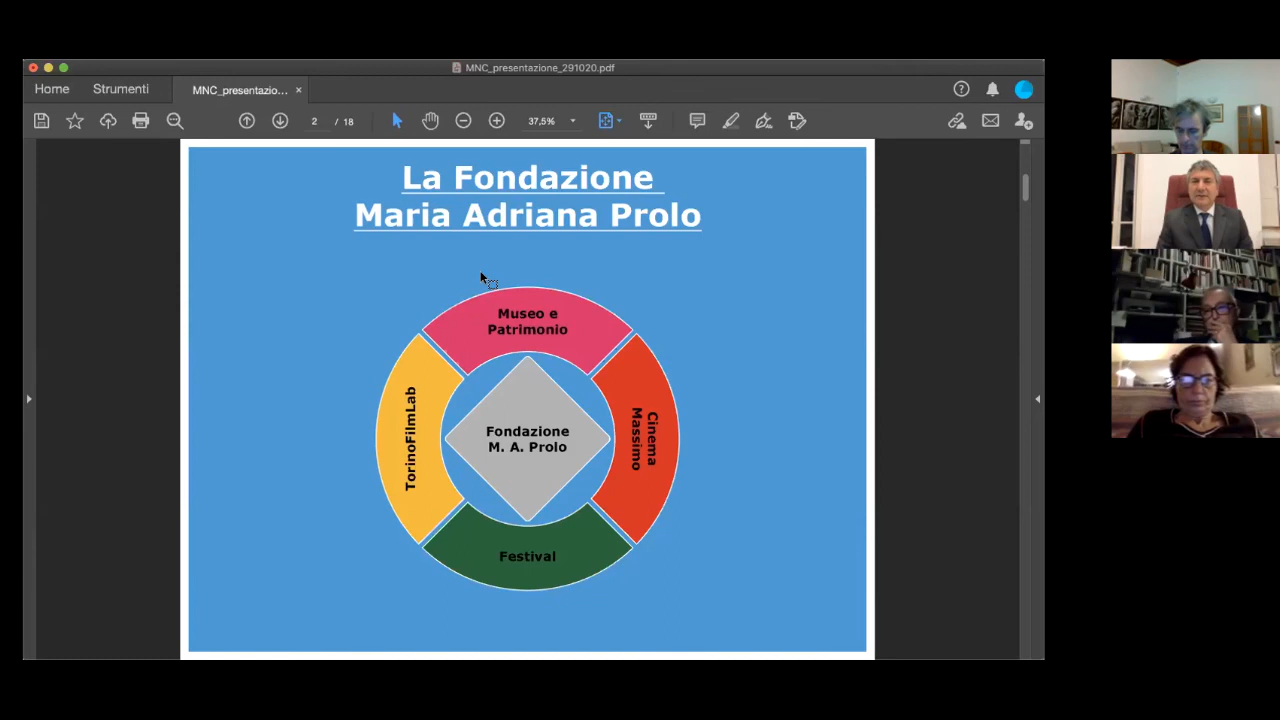 MNC_presentazione_291020.pdf
Home
Strumenti
MNC_presentazio... ×
2 / 18
37,5%
La Fondazione
Maria Adriana Prolo
Museo e
Patrimonio
TorinoFilmLab
Fondazione
M. A. Prolo
Cinema
Massimo
Festival